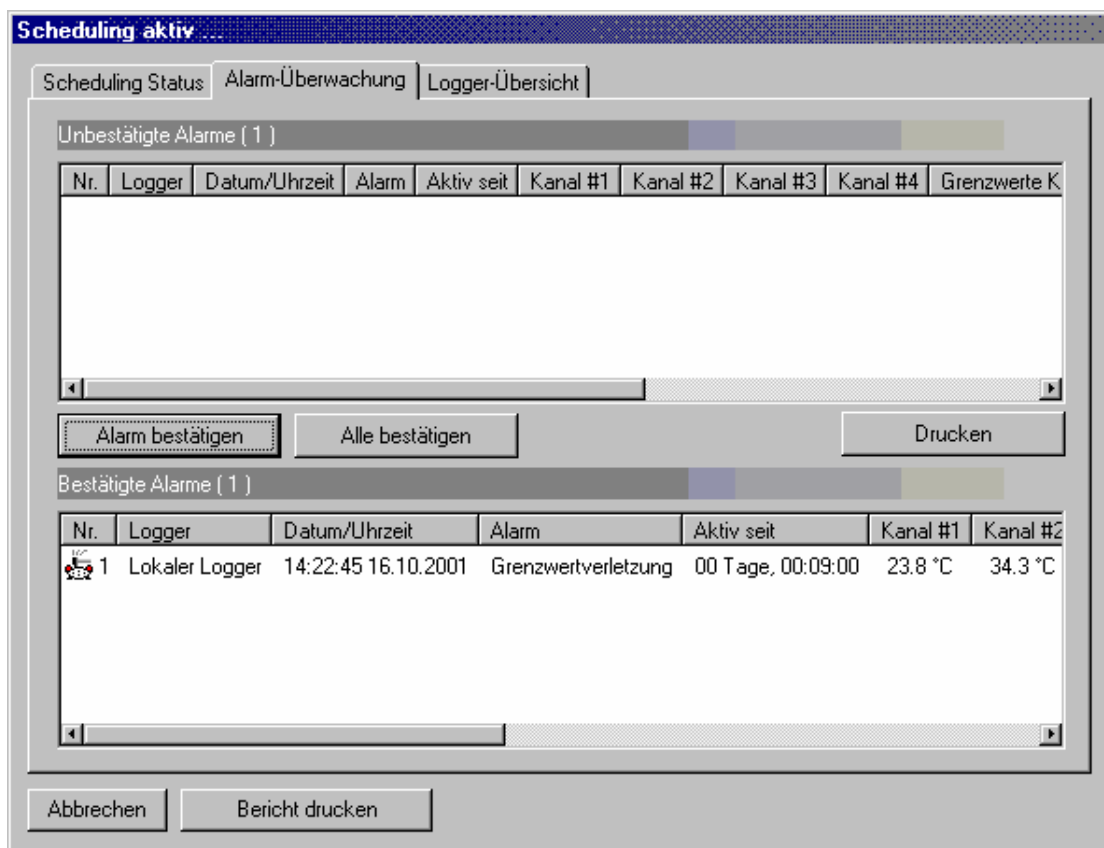 Scheduling aktiv ...
Scheduling Status Alarm-Überwachung Logger-Übersicht
Unbestätigte Alarme ( 1 )
Nr. Logger Datum/Uhrzeit Alarm Aktiv seit Kanal #1 Kanal #2 Kanal #3 Kanal #4 Grenzwerte K
Alarm bestätigen Alle bestätigen Drucken
Bestätigte Alarme ( 1 )
Nr. Logger Datum/Uhrzeit Alarm Aktiv seit Kanal #1 Kanal #2
1 Lokaler Logger 14:22:45 16.10.2001 Grenzwertverletzung 00 Tage, 00:09:00 23.8 °C 34.3 °C
Abbrechen Bericht drucken